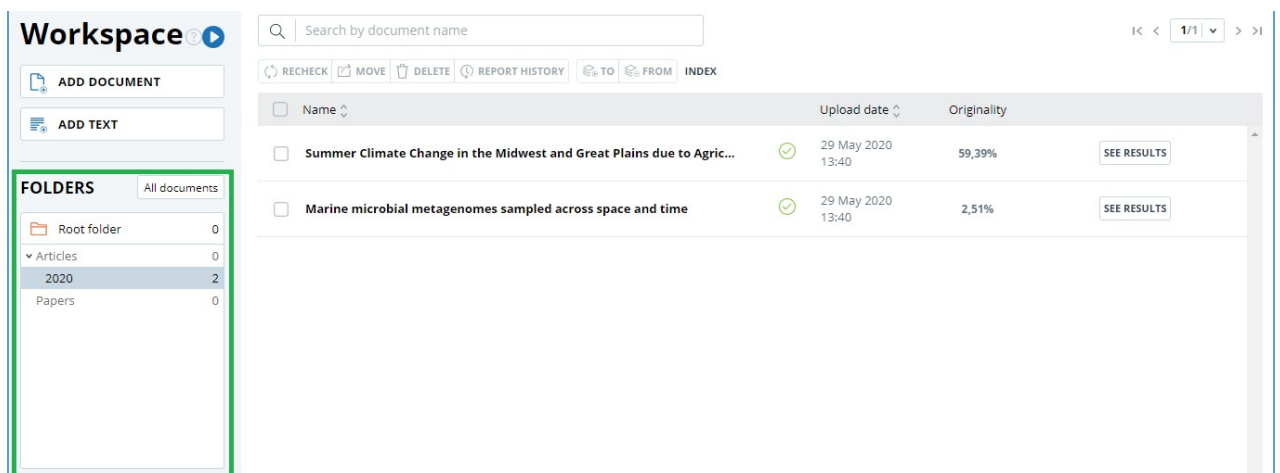 Workspace
ADD DOCUMENT
ADD TEXT
FOLDERS All documents
Root folder 0
Articles 0
2020 2
Papers 0
Search by document name
1/1
RECHECK MOVE DELETE REPORT HISTORY TO FROM INDEX
Name Upload date Originality
Summer Climate Change in the Midwest and Great Plains due to Agric... 29 May 2020 13:40 59,39% SEE RESULTS
Marine microbial metagenomes sampled across space and time 29 May 2020 13:40 2,51% SEE RESULTS